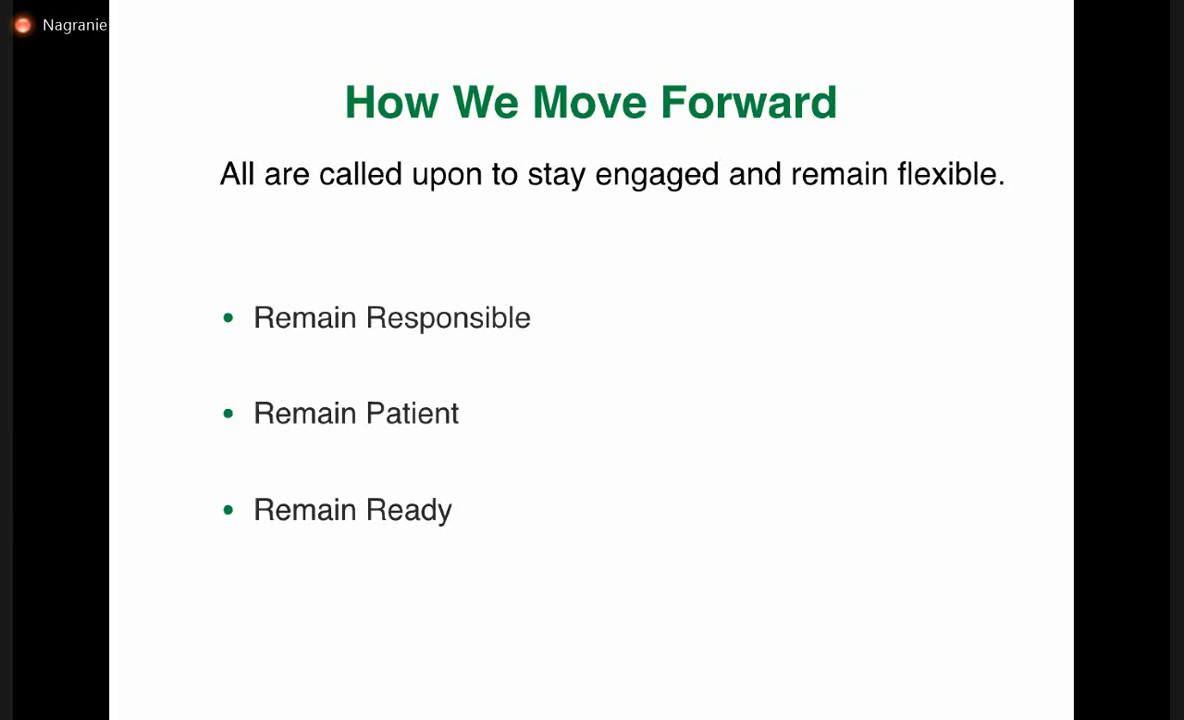 Nagranie
How We Move Forward
All are called upon to stay engaged and remain flexible.
• Remain Responsible
• Remain Patient
• Remain Ready